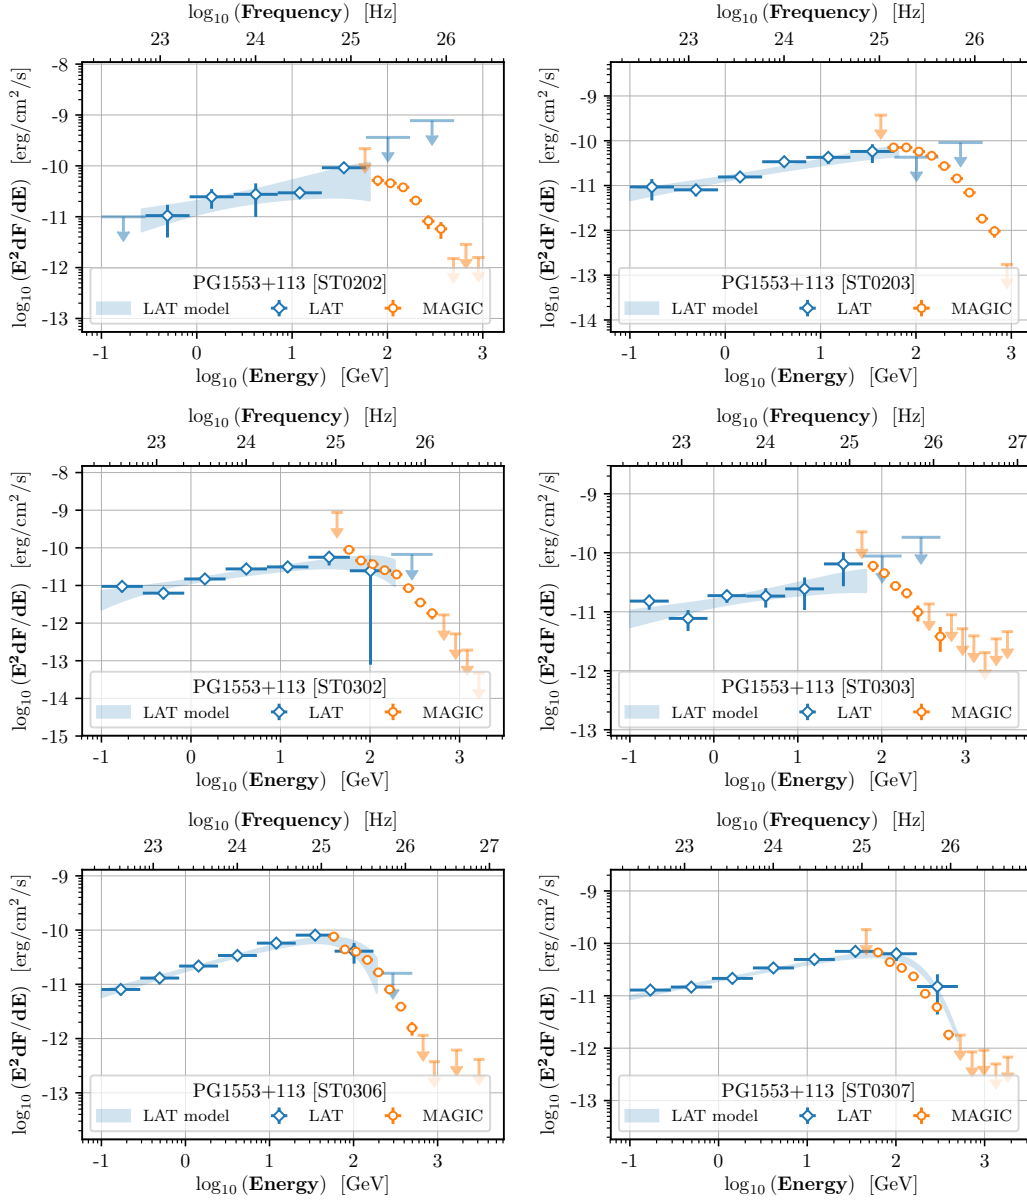 log₁₀ (Frequency) [Hz]
23 24 25 26
log₁₀ (E²dF/dE) [erg/cm²/s]
-8
-9
-10
-11
-12
-13
PG1553+113 [ST0202]
LAT model LAT MAGIC
-1 0 1 2 3
log₁₀ (Energy) [GeV]
log₁₀ (Frequency) [Hz]
23 24 25 26
log₁₀ (E²dF/dE) [erg/cm²/s]
-9
-10
-11
-12
-13
-14
PG1553+113 [ST0203]
LAT model LAT MAGIC
-1 0 1 2 3
log₁₀ (Energy) [GeV]
log₁₀ (Frequency) [Hz]
23 24 25 26
log₁₀ (E²dF/dE) [erg/cm²/s]
-8
-9
-10
-11
-12
-13
-14
-15
PG1553+113 [ST0302]
LAT model LAT MAGIC
-1 0 1 2 3
log₁₀ (Energy) [GeV]
log₁₀ (Frequency) [Hz]
23 24 25 26 27
log₁₀ (E²dF/dE) [erg/cm²/s]
-9
-10
-11
-12
-13
PG1553+113 [ST0303]
LAT model LAT MAGIC
-1 0 1 2 3
log₁₀ (Energy) [GeV]
log₁₀ (Frequency) [Hz]
23 24 25 26 27
log₁₀ (E²dF/dE) [erg/cm²/s]
-9
-10
-11
-12
-13
PG1553+113 [ST0306]
LAT model LAT MAGIC
-1 0 1 2 3
log₁₀ (Energy) [GeV]
log₁₀ (Frequency) [Hz]
23 24 25 26
log₁₀ (E²dF/dE) [erg/cm²/s]
-9
-10
-11
-12
-13
PG1553+113 [ST0307]
LAT model LAT MAGIC
-1 0 1 2 3
log₁₀ (Energy) [GeV]